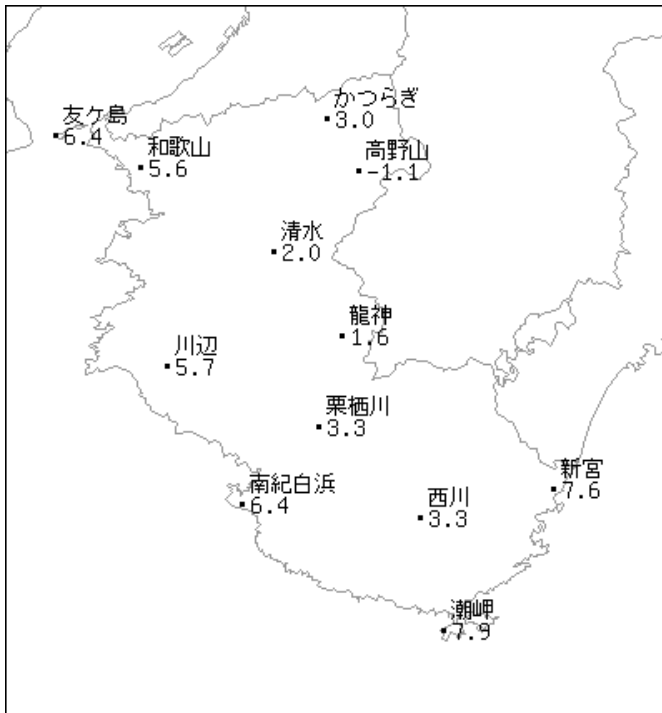 かつらぎ
3.0
友ケ島
6.4
和歌山
5.6
高野山
-1.1
清水
2.0
龍神
1.6
川辺
5.7
栗栖川
3.3
新宮
7.6
南紀白浜
6.4
西川
3.3
潮岬
7.9